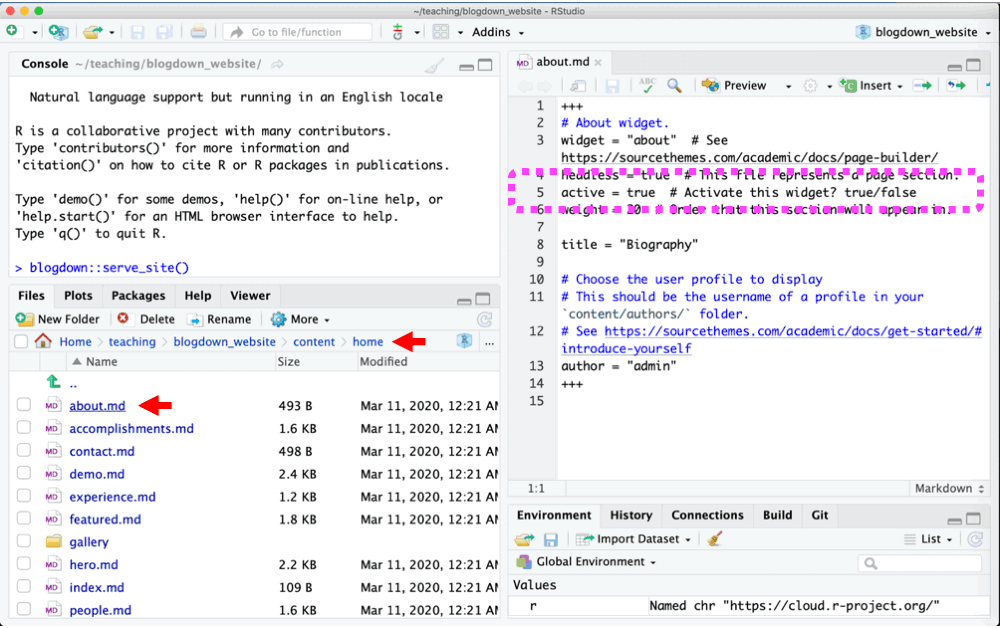 ~/teaching/blogdown_website - RStudio
Go to file/function
Addins
blogdown_website
Console ~/teaching/blogdown_website/
Natural language support but running in an English locale
R is a collaborative project with many contributors.
Type 'contributors()' for more information and
'citation()' on how to cite R or R packages in publications.
Type 'demo()' for some demos, 'help()' for on-line help, or
'help.start()' for an HTML browser interface to help.
Type 'q()' to quit R.
> blogdown::serve_site()
Files Plots Packages Help Viewer
New Folder Delete Rename More
Home teaching blogdown_website content home ...
Name Size Modified
..
MD about.md 493 B Mar 11, 2020, 12:21 AM
MD accomplishments.md 1.6 KB Mar 11, 2020, 12:21 AM
MD contact.md 498 B Mar 11, 2020, 12:21 AM
MD demo.md 2.4 KB Mar 11, 2020, 12:21 AM
MD experience.md 1.2 KB Mar 11, 2020, 12:21 AM
MD featured.md 1.8 KB Mar 11, 2020, 12:21 AM
gallery
MD hero.md 2.2 KB Mar 11, 2020, 12:21 AM
MD index.md 109 B Mar 11, 2020, 12:21 AM
MD people.md 1.6 KB Mar 11, 2020, 12:21 AM
MD about.md
ABC Preview Insert
1 +++
2 # About widget.
3 widget = "about"  # See
https://sourcethemes.com/academic/docs/page-builder/
4 headless = true  # This file represents a page section.
5 active = true  # Activate this widget? true/false
6 weight = 20  # Order that this section will appear in.
7
8 title = "Biography"
9
10 # Choose the user profile to display
11 # This should be the username of a profile in your
`content/authors/` folder.
12 # See https://sourcethemes.com/academic/docs/get-started/#
introduce-yourself
13 author = "admin"
14 +++
15
1:1 Markdown
Environment History Connections Build Git
Import Dataset List
Global Environment
Values
r Named chr "https://cloud.r-project.org/"